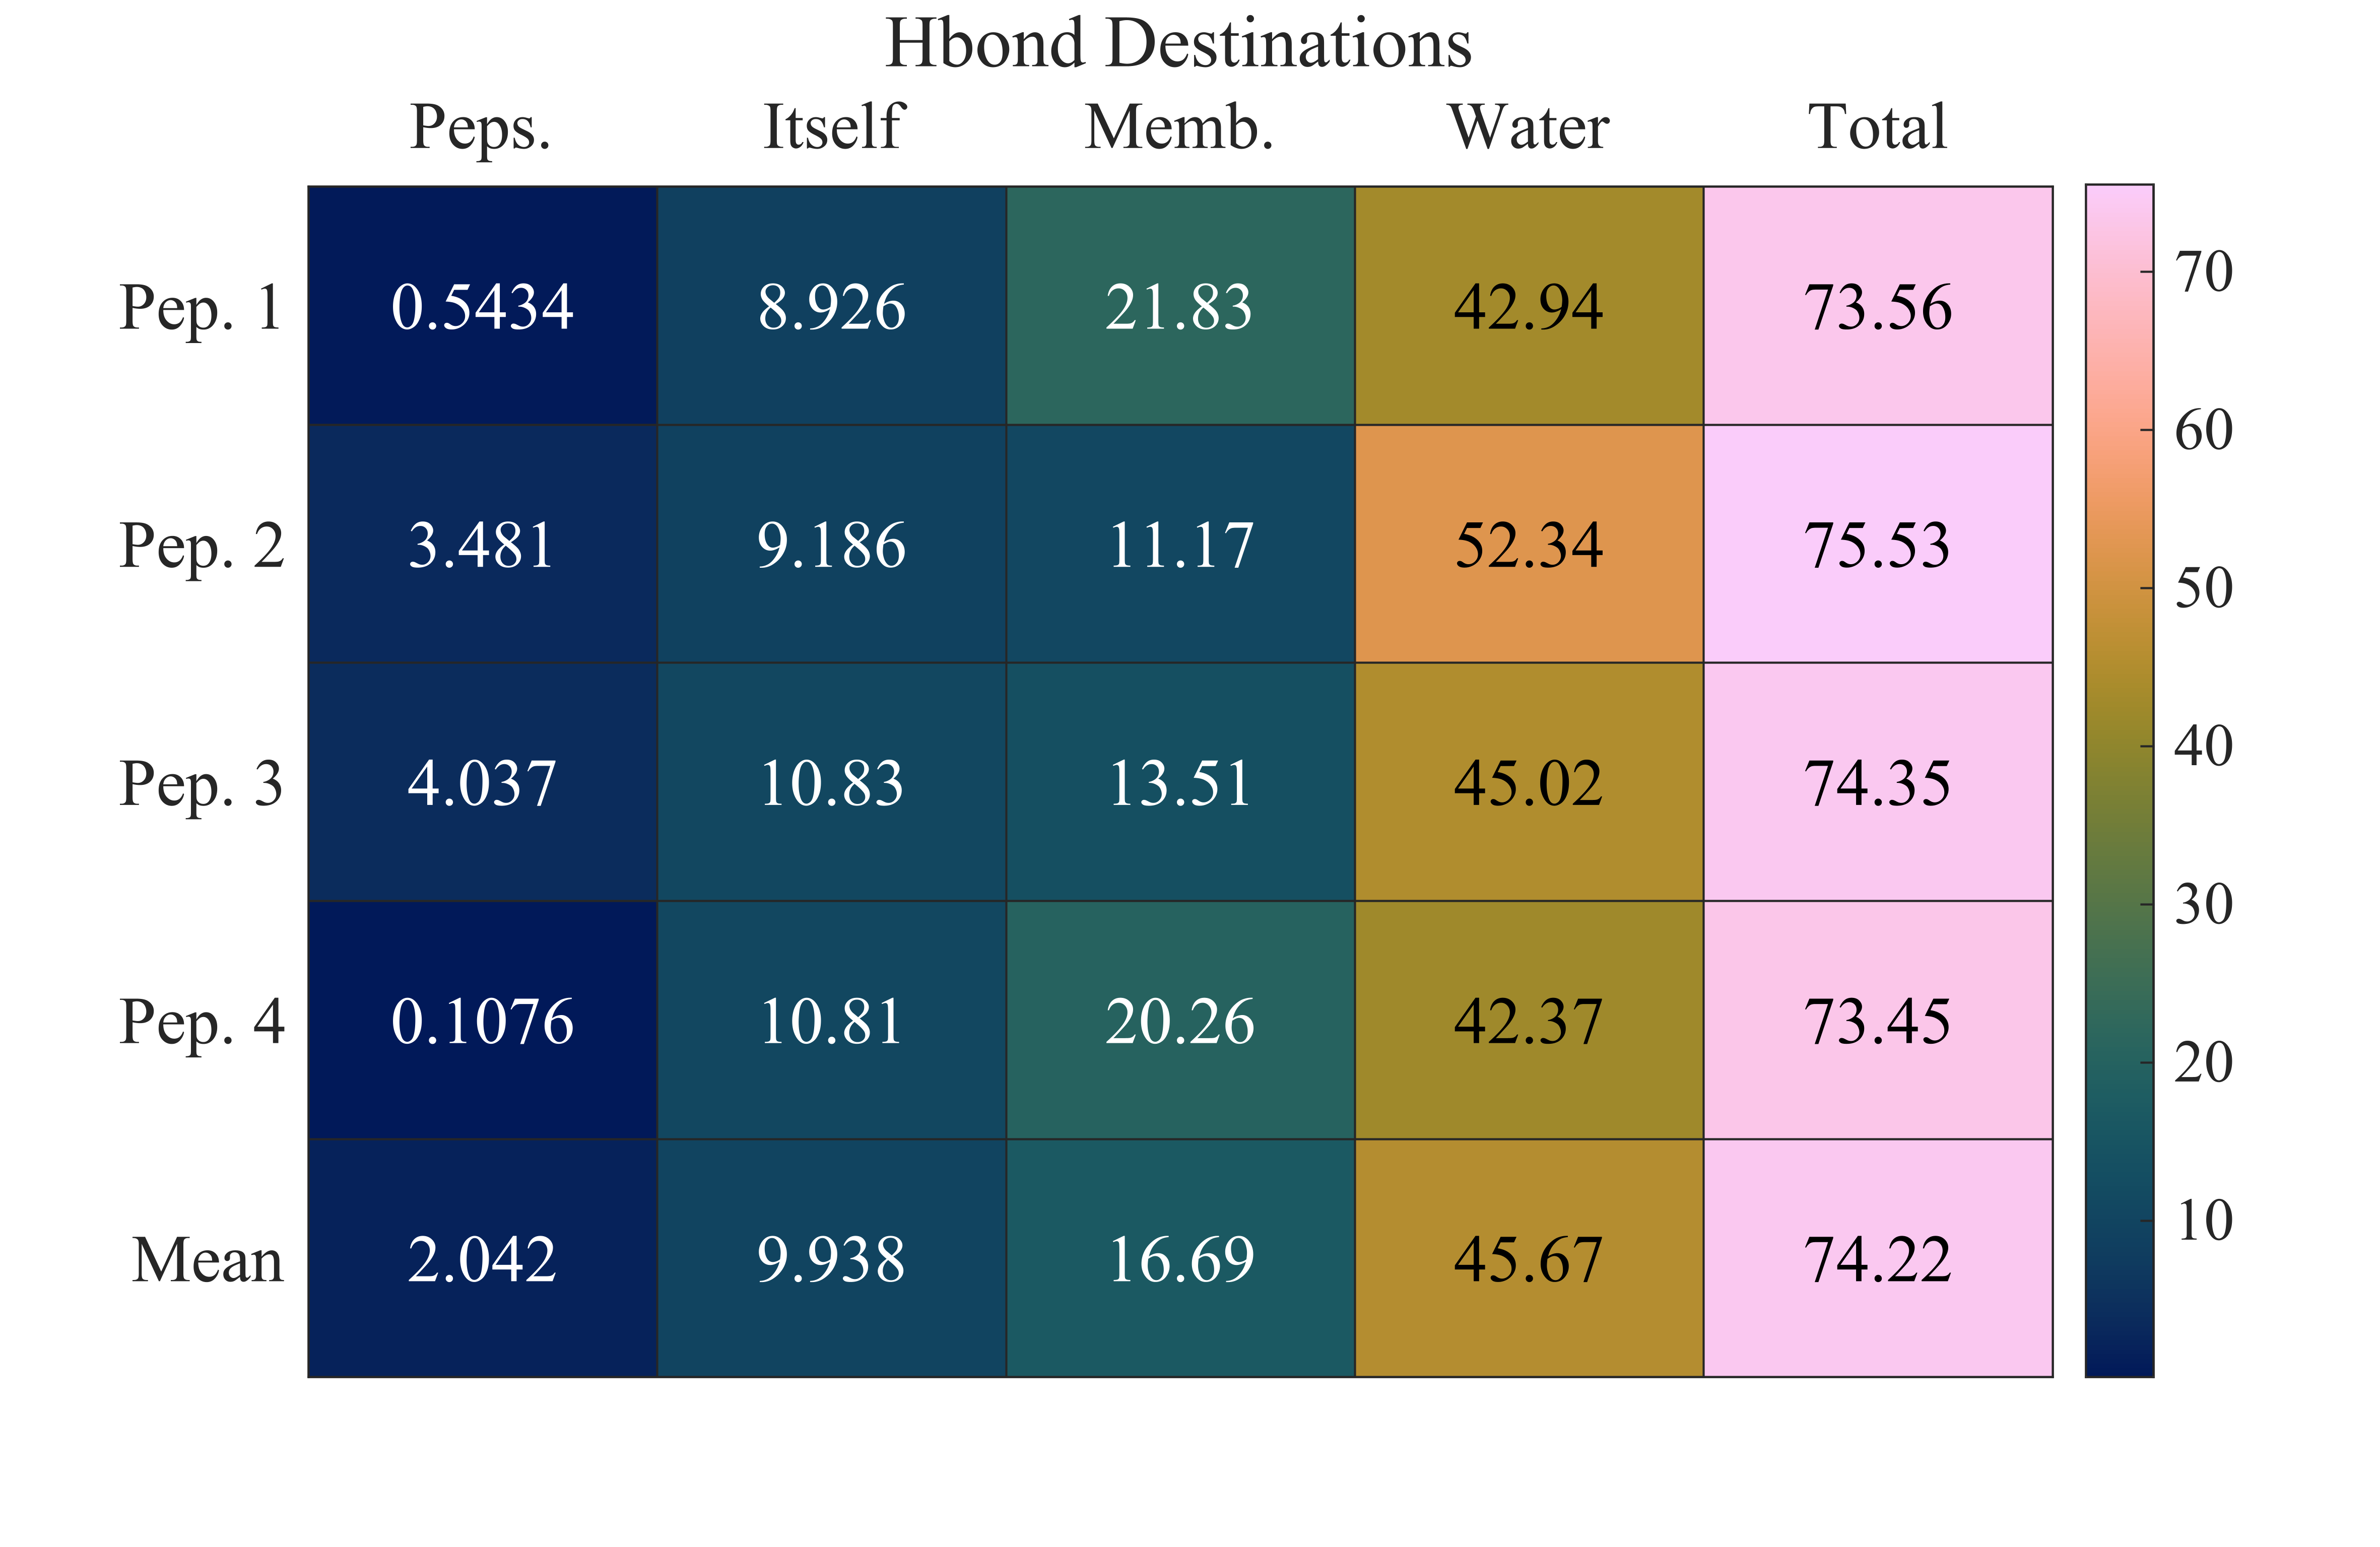 Hbond Destinations
Peps. Itself Memb. Water Total
Pep. 1 0.5434 8.926 21.83 42.94 73.56
Pep. 2 3.481 9.186 11.17 52.34 75.53
Pep. 3 4.037 10.83 13.51 45.02 74.35
Pep. 4 0.1076 10.81 20.26 42.37 73.45
Mean 2.042 9.938 16.69 45.67 74.22
70
60
50
40
30
20
10